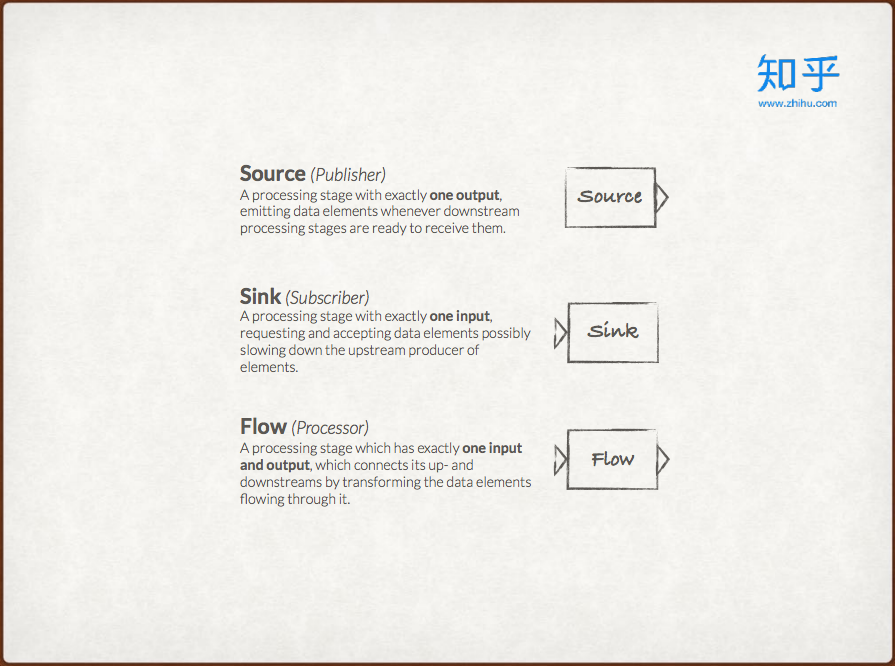 知乎
www.zhihu.com
Source (Publisher)
A processing stage with exactly one output,
emitting data elements whenever downstream
processing stages are ready to receive them.
Source
Sink (Subscriber)
A processing stage with exactly one input,
requesting and accepting data elements possibly
slowing down the upstream producer of
elements.
Sink
Flow (Processor)
A processing stage which has exactly one input
and output, which connects its up- and
downstreams by transforming the data elements
flowing through it.
Flow